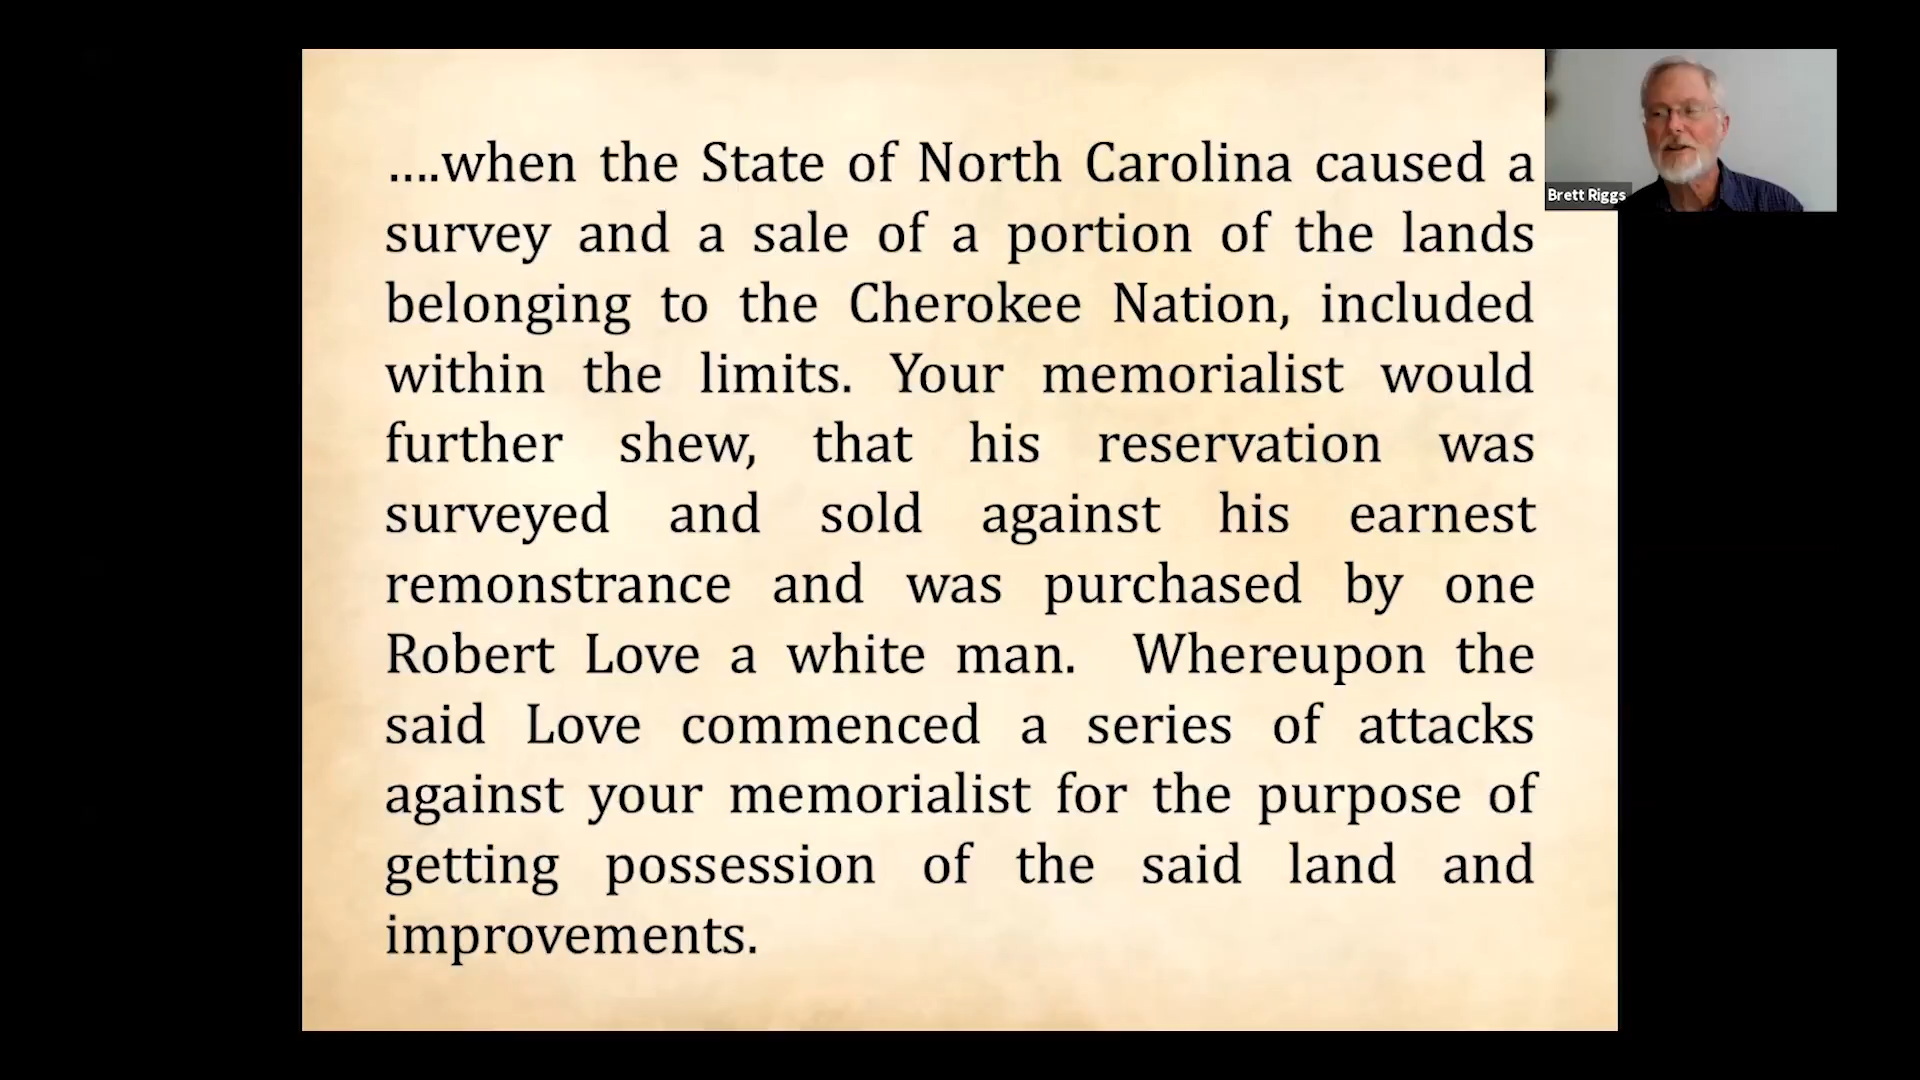 ....when the State of North Carolina caused a
survey and a sale of a portion of the lands
belonging to the Cherokee Nation, included
within the limits. Your memorialist would
further shew, that his reservation was
surveyed and sold against his earnest
remonstrance and was purchased by one
Robert Love a white man. Whereupon the
said Love commenced a series of attacks
against your memorialist for the purpose of
getting possession of the said land and
improvements.
Brett Riggs